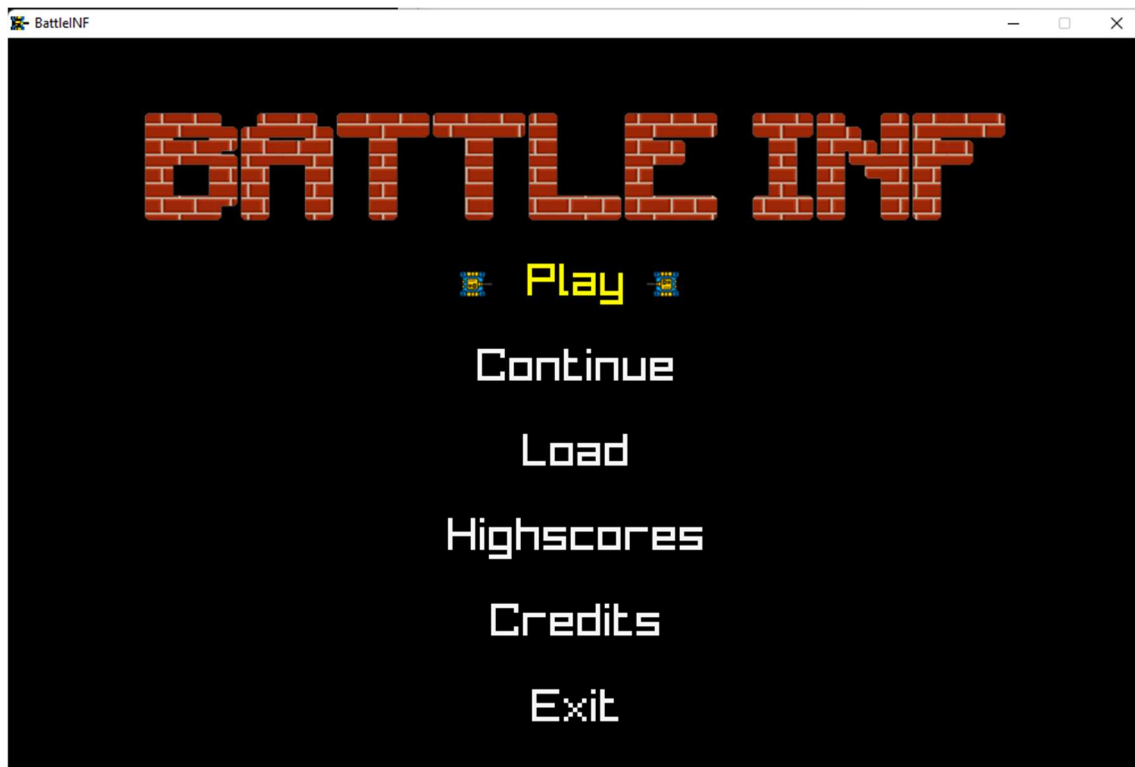 BattleINF
BATTLE INF
Play
Continue
Load
Highscores
Credits
Exit